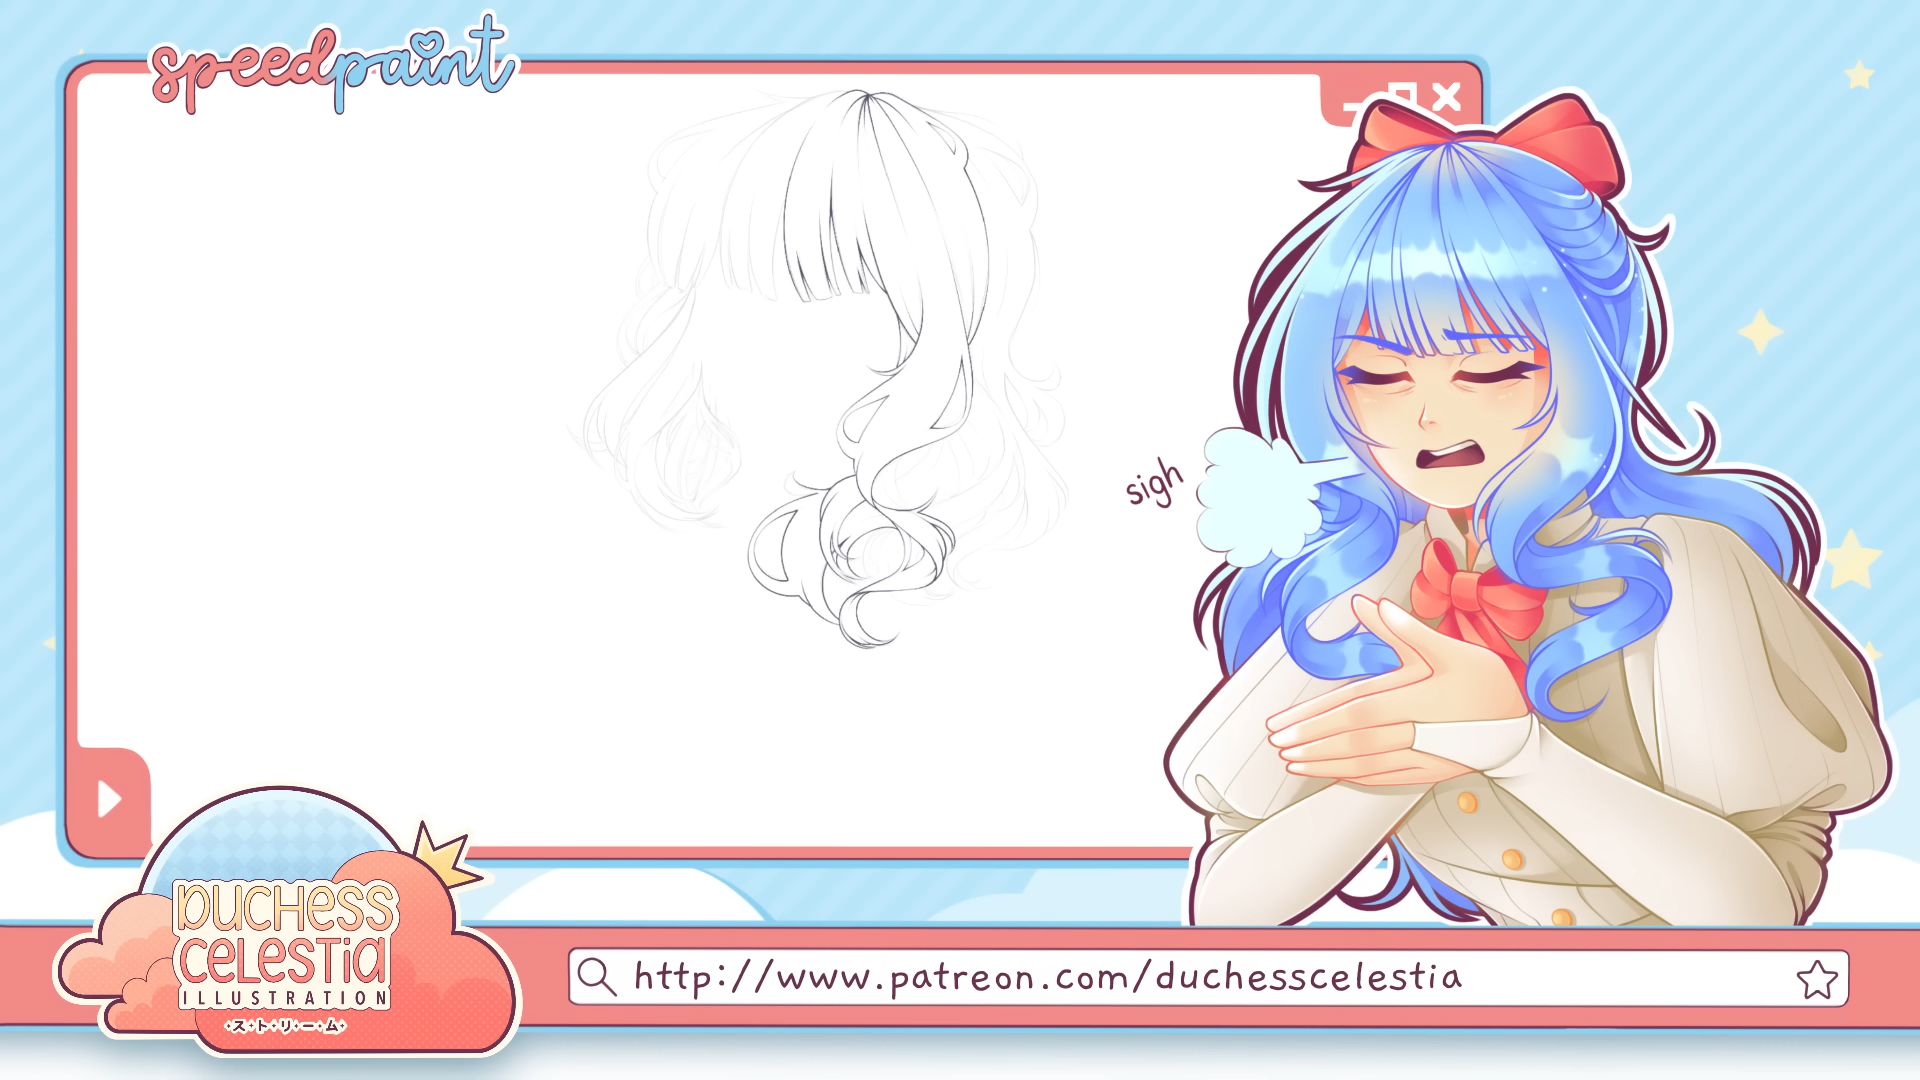 speedpaint
sigh
DUCHESS
CELESTIA
ILLUSTRATION
・ス・ト・リ・ー・ム・
http://www.patreon.com/duchesscelestia